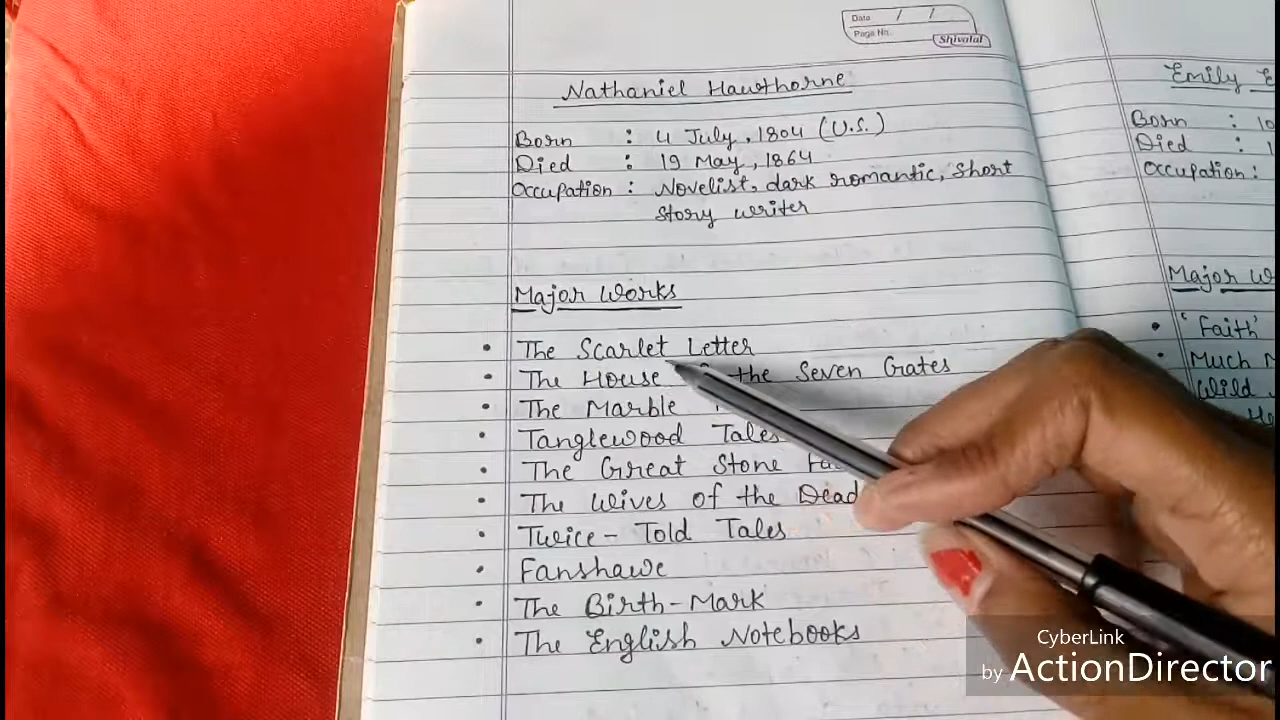 Date / /
Page No.
Shivalal
Nathaniel Hawthorne
Born : 4 July, 1804 (U.S.)
Died : 19 May, 1864
Occupation : Novelist, dark romantic, short
story writer
Major Works
• The Scarlet Letter
• The House the Seven Gates
• The Marble
• Tanglewood Tales
• The Great Stone
• The Wives of the Dead
• Twice-Told Tales
• Fanshawe
• The Birth-Mark
• The English Notebooks
Emily
Born :
Died :
Occupation :
Major
• 'Faith'
• Much
Wild
CyberLink
by ActionDirector